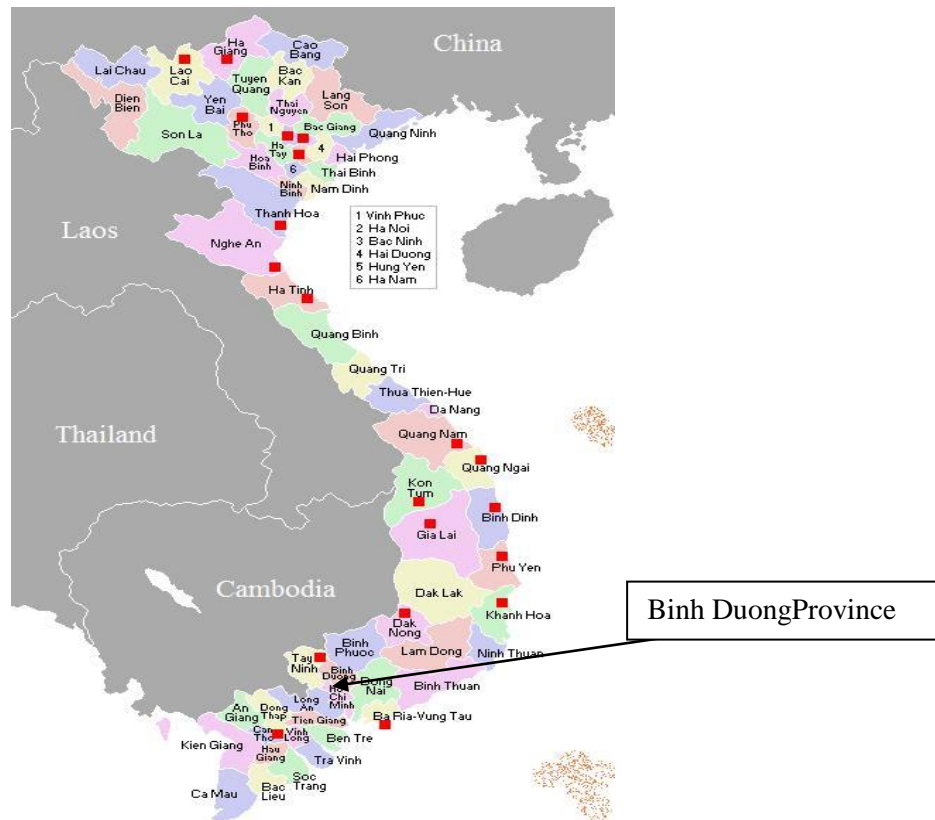 China
Ha
Giang
Cao
Bang
Lai Chau
Lao
Cai
Tuyen
Quang
Bac
Kan
Dien
Bien
Yen
Bai
Thai
Nguyen
Lang
Son
Phu
Tho
1
Bac Giang
Quang Ninh
Son La
Ha
Tay
4
Hoa
Binh
Hai Phong
6
Thai Binh
Ninh
Binh
Nam Dinh
Thanh Hoa
1 Vinh Phuc
2 Ha Noi
3 Bac Ninh
4 Hai Duong
5 Hung Yen
6 Ha Nam
Laos
Nghe An
Ha Tinh
Quang Binh
Quang Tri
Thua Thien-Hue
Da Nang
Thailand
Quang Nam
Quang Ngai
Kon
Tum
Binh Dinh
Gia Lai
Phu Yen
Cambodia
Dak Lak
Khanh Hoa
Binh DuongProvince
Dak
Nong
Binh
Phuoc
Lam Dong
Ninh Thuan
Tay
Ninh
Binh
Duong
Dong
Nai
Binh Thuan
Ho
Chi
Minh
Long
An
An
Giang
Dong
Thap
Tien Giang
Ba Ria-Vung Tau
Can
Tho
Vinh
Long
Ben Tre
Kien Giang
Hau
Giang
Tra Vinh
Soc
Trang
Ca Mau
Bac
Lieu